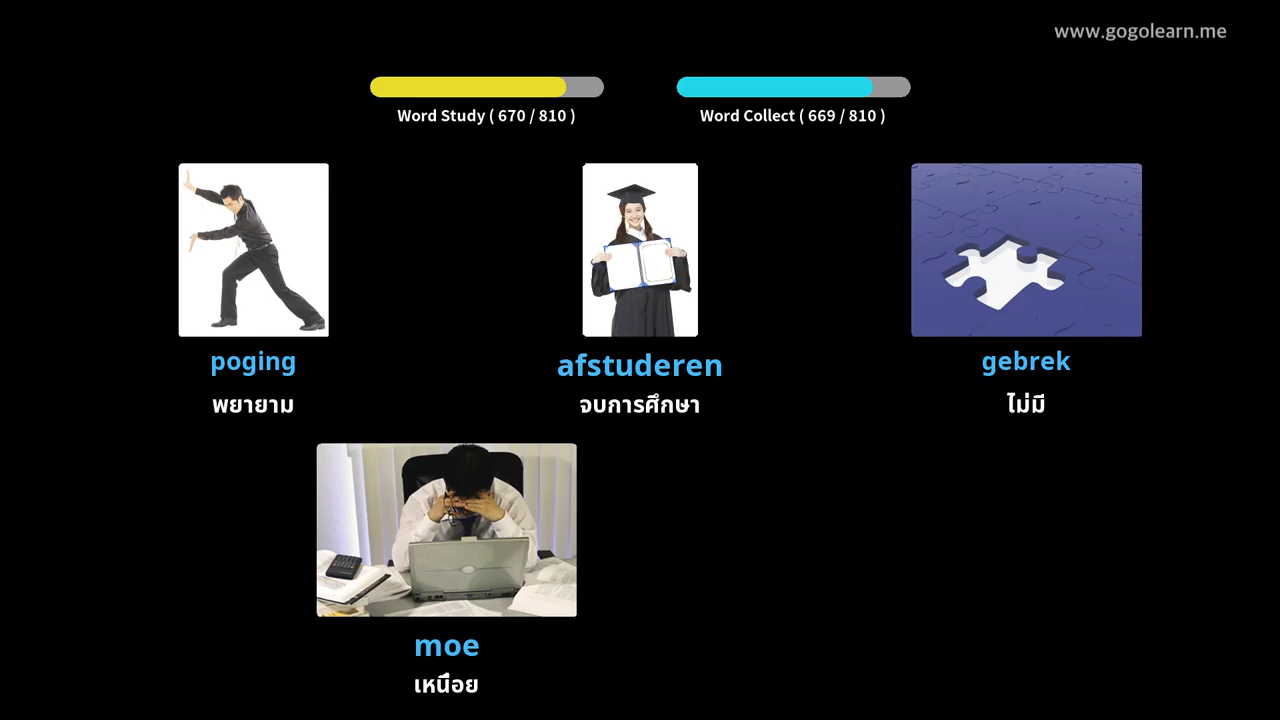 www.gogolearn.me
Word Study ( 670 / 810 )
Word Collect ( 669 / 810 )
poging
afstuderen
gebrek
พยายาม
จบการศึกษา
ไม่มี
moe
เหนื่อย